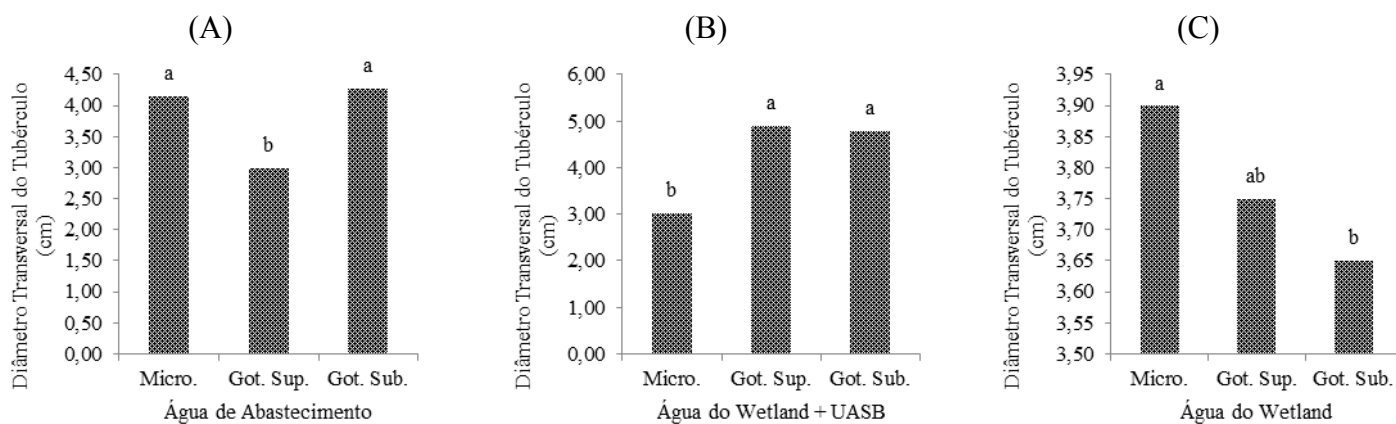 (A)
Diâmetro Transversal do Tubérculo
(cm)
4,50
4,00
3,50
3,00
2,50
2,00
1,50
1,00
0,50
0,00
a
b
a
Micro.
Got. Sup.
Got. Sub.
Água de Abastecimento
(B)
Diâmetro Transversal do Tubérculo
(cm)
6,00
5,00
4,00
3,00
2,00
1,00
0,00
b
a
a
Micro.
Got. Sup.
Got. Sub.
Água do Wetland + UASB
(C)
Diâmetro Transversal do Tubérculo
(cm)
3,95
3,90
3,85
3,80
3,75
3,70
3,65
3,60
3,55
3,50
a
ab
b
Micro.
Got. Sup.
Got. Sub.
Água do Wetland